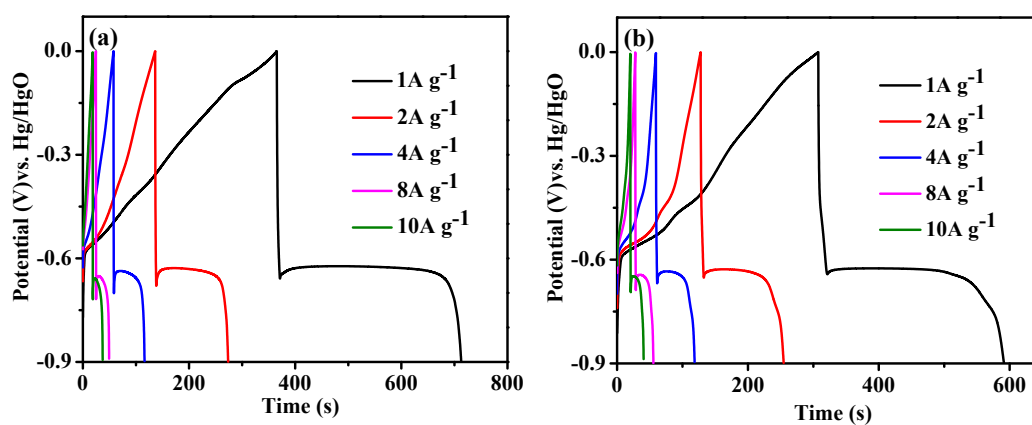 (a)
0.0
-0.3
-0.6
-0.9
Potential (V)vs. Hg/HgO
1A g⁻¹
2A g⁻¹
4A g⁻¹
8A g⁻¹
10A g⁻¹
0 200 400 600 800
Time (s)
(b)
0.0
-0.3
-0.6
-0.9
Potential (V)vs. Hg/HgO
1A g⁻¹
2A g⁻¹
4A g⁻¹
8A g⁻¹
10A g⁻¹
0 200 400 600
Time (s)